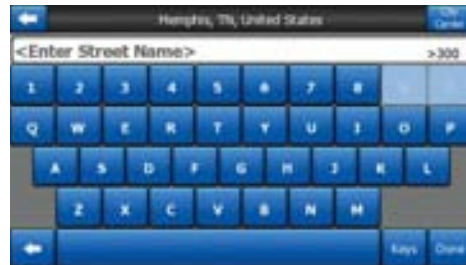 Memphis, TN, United States City Center
<Enter Street Name> >300
1 2 3 4 5 6 7 8
Q W E R T Y U I O P
A S D F G H J K L
Z X C V B N M
Keys Done